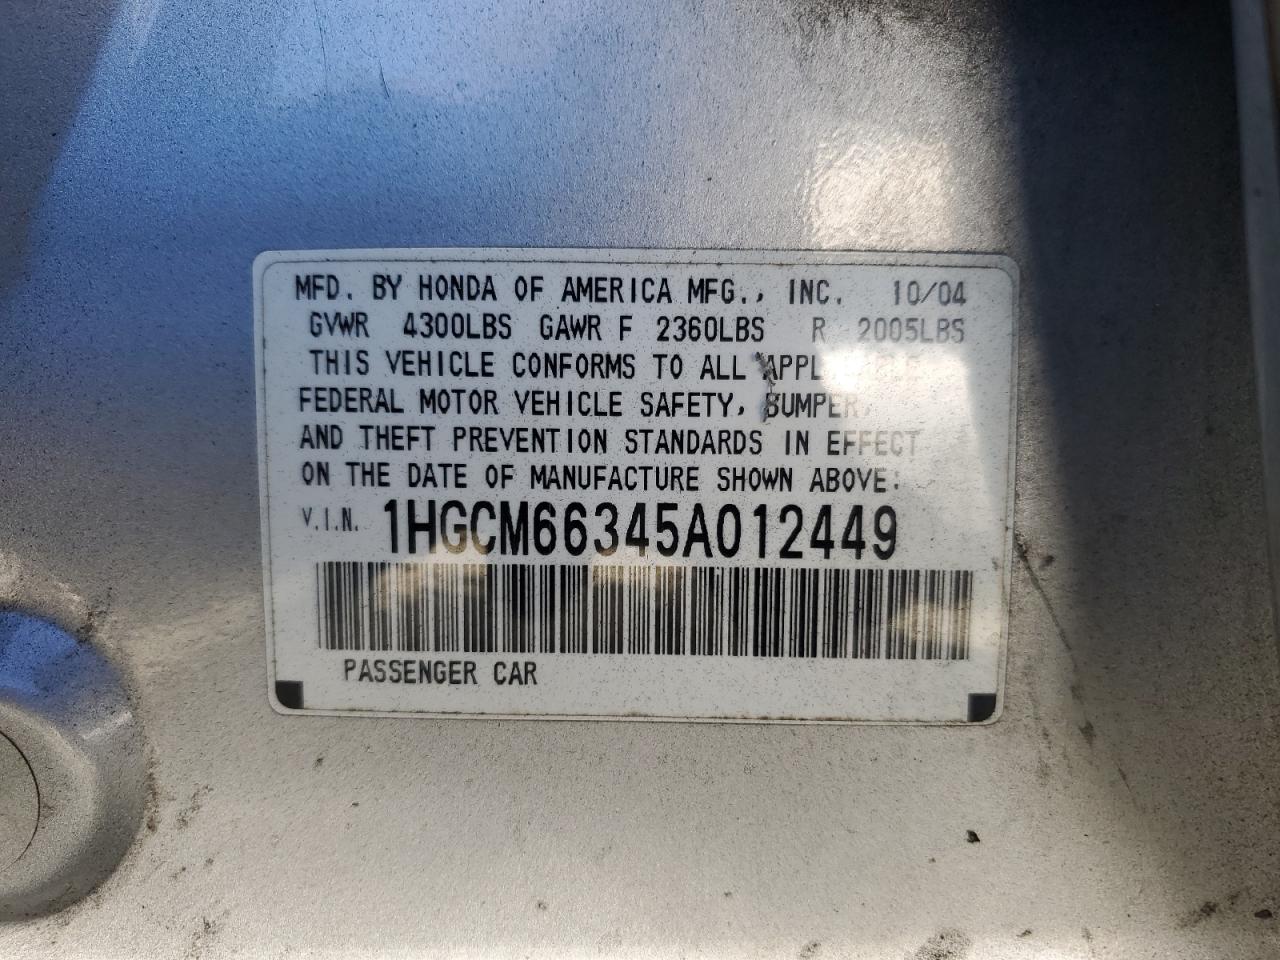 MFD. BY HONDA OF AMERICA MFG., INC. 10/04
GVWR 4300LBS GAWR F 2360LBS R 2005LBS
THIS VEHICLE CONFORMS TO ALL APPLICABLE
FEDERAL MOTOR VEHICLE SAFETY, BUMPER,
AND THEFT PREVENTION STANDARDS IN EFFECT
ON THE DATE OF MANUFACTURE SHOWN ABOVE:
V.I.N. 1HGCM66345A012449
PASSENGER CAR